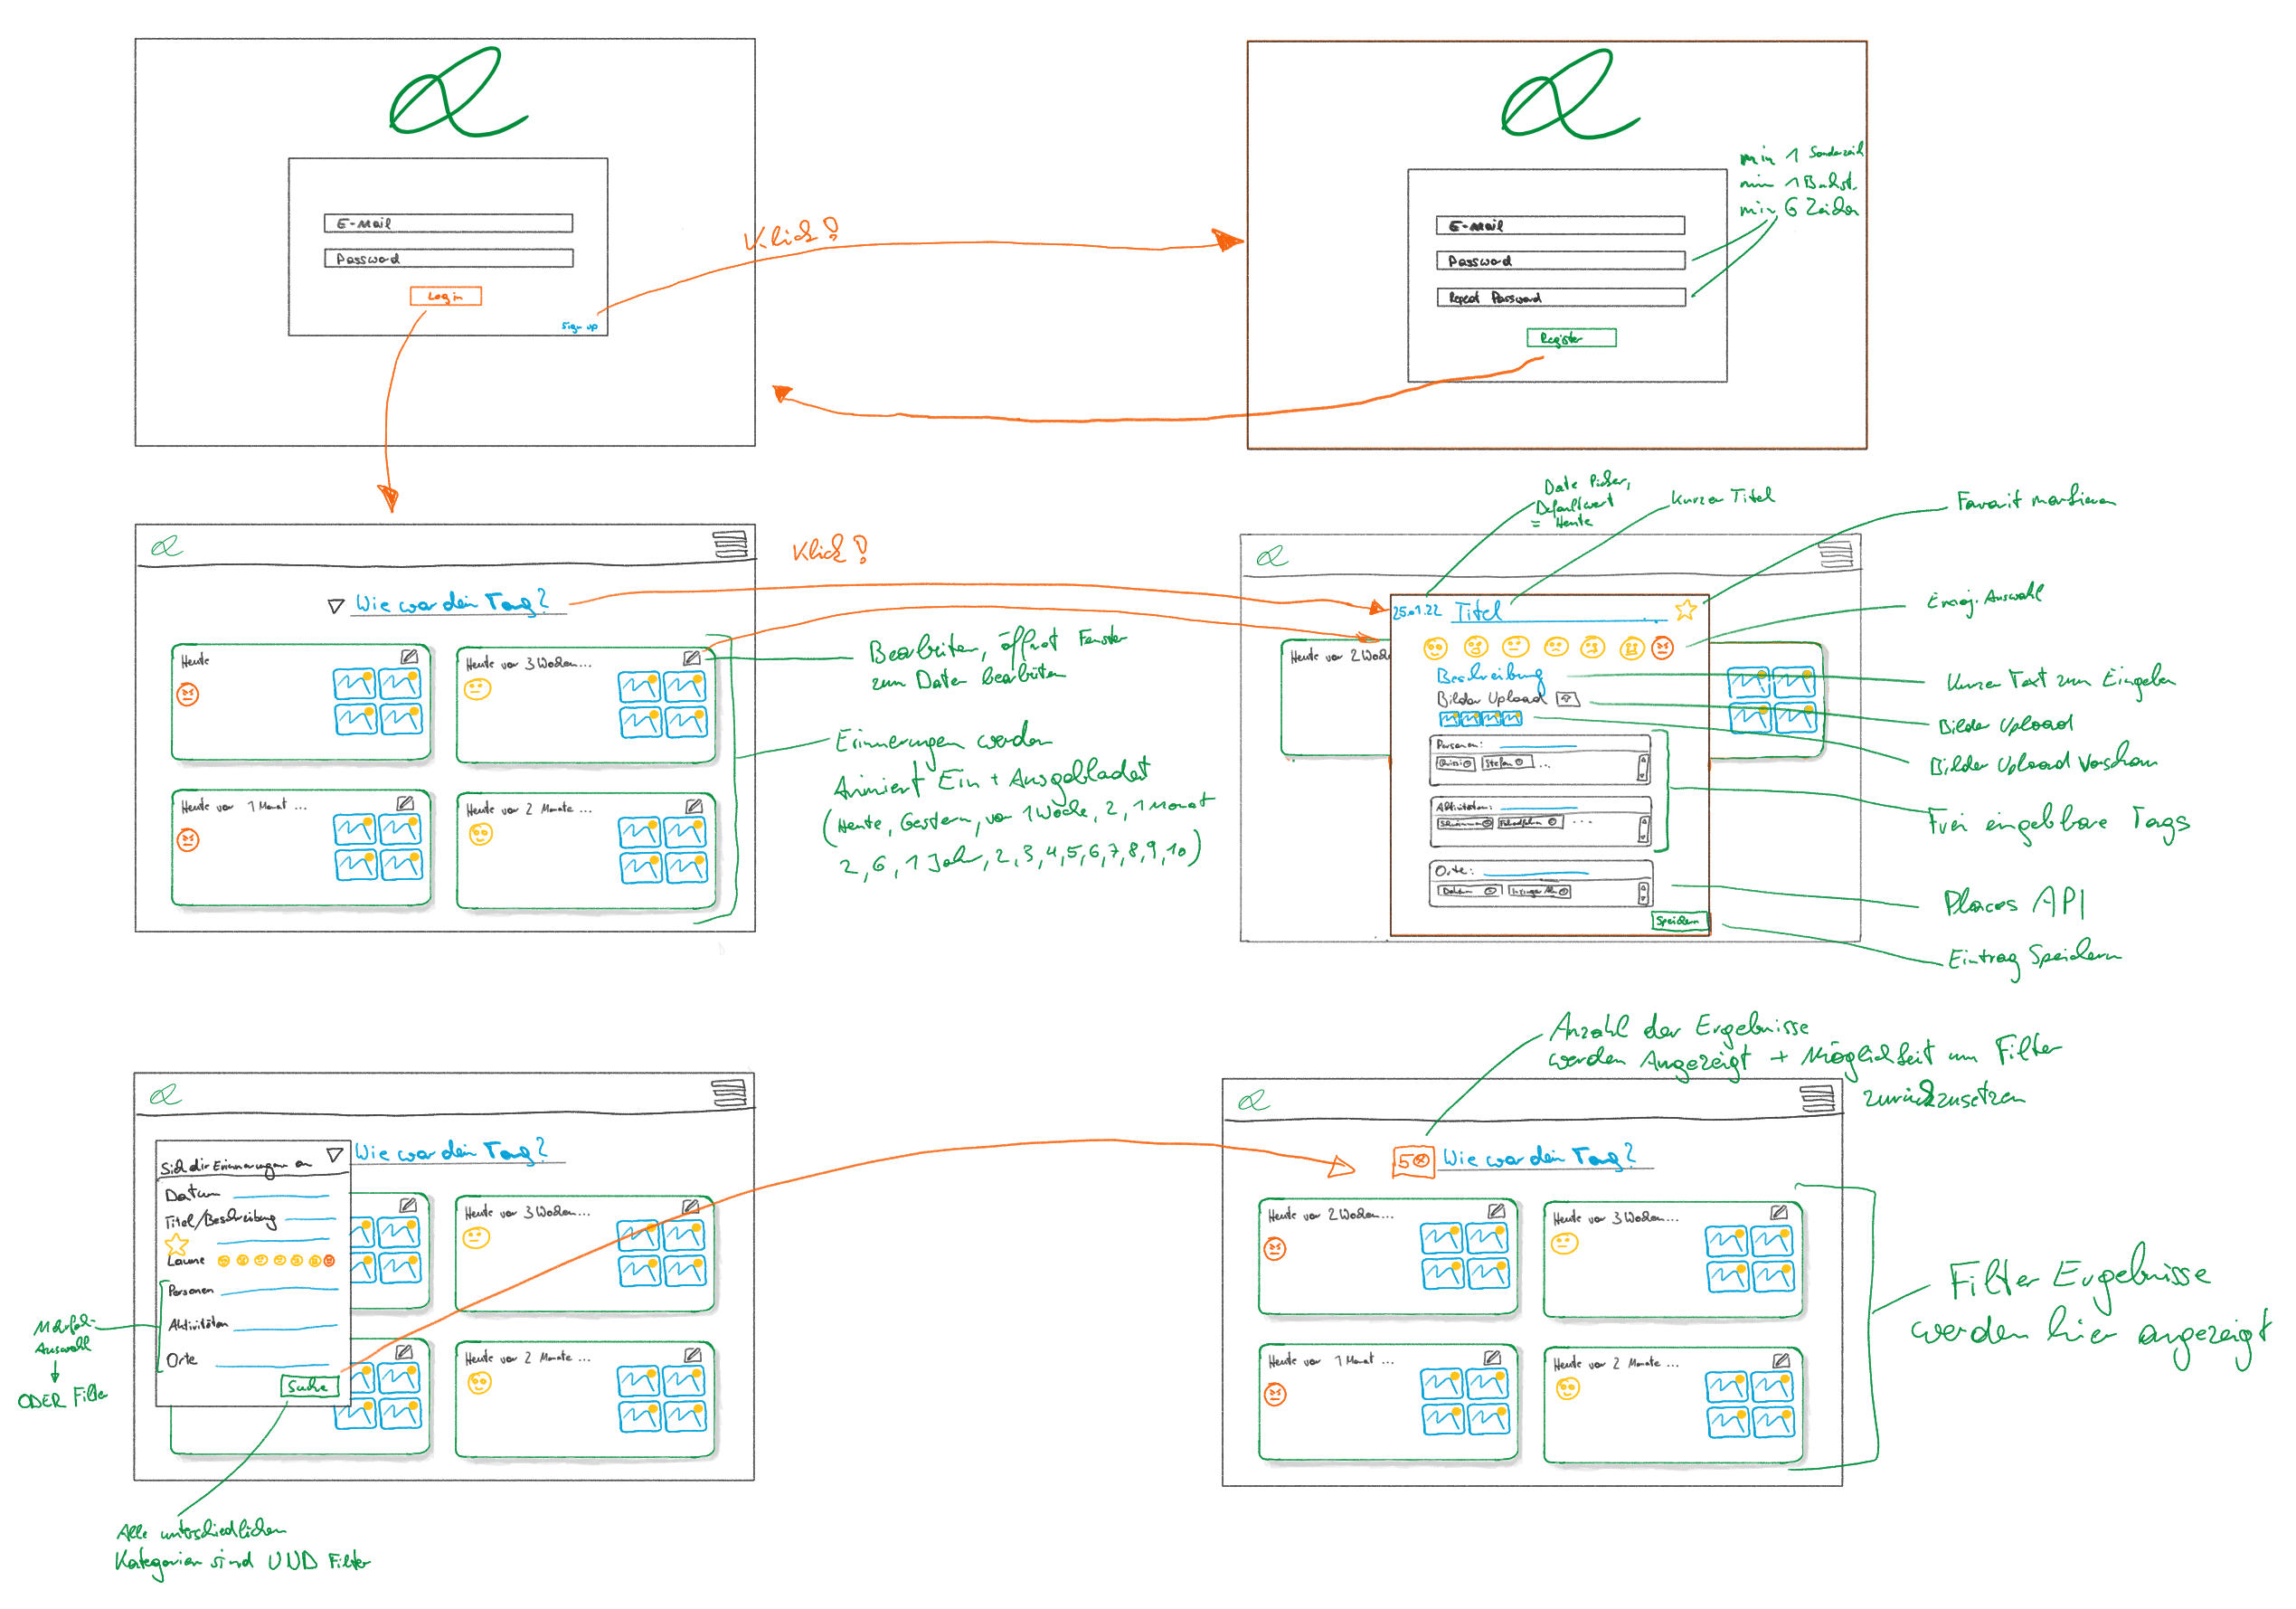 E-Mail
Password
Login
Sign up
Klick!
E-Mail
Password
Repeat Password
Register
min 1 Sonderzeich
min 1 Buchst.
min 6 Zeichen
Wie war dein Tag?
Heute
Heute vor 3 Wochen...
Heute vor 1 Monat ...
Heute vor 2 Monate ...
Klick!
Bearbeiten, öffnet Fenster
zum Daten bearbeiten
Erinnerungen werden
Animiert Ein + Ausgebladet
(Heute, Gestern, vor 1 Woche, 2, 1 Monat
2, 6, 1 Jahr, 2, 3, 4, 5, 6, 7, 8, 9, 10)
Date Picker,
Defaultwert
= Heute
Kurzer Titel
Favorit markieren
Emoj. Auswahl
Kurzer Text zum Eingeben
Bilder Upload
Bilder Upload Vorschau
Frei eingebbare Tags
Places API
Eintrag Speichern
Heute vor 2 Woch
25.01.22 Titel
Beschreibung
Bilder Upload
Personen:
Stefan ...
Aktivitäten:
...
Orte:
Speichern
Wie war dein Tag?
Sieh dir Erinnerungen an
Datum
Titel/Beschreibung
Laune
Personen
Aktivitäten
Orte
Suche
Heute vor 3 Wochen...
Heute vor 2 Monate ...
Mehrfach-
Auswahl
ODER Filter
Alle unterschiedlichen
Kategorien sind UND Filter
Anzahl der Ergebnisse
werden Angezeigt + Möglichkeit um Filter
zurückzusetzen
5 Wie war dein Tag?
Heute vor 2 Wochen...
Heute vor 3 Wochen...
Heute vor 1 Monat ...
Heute vor 2 Monate ...
Filter Ergebnisse
werden hier angezeigt